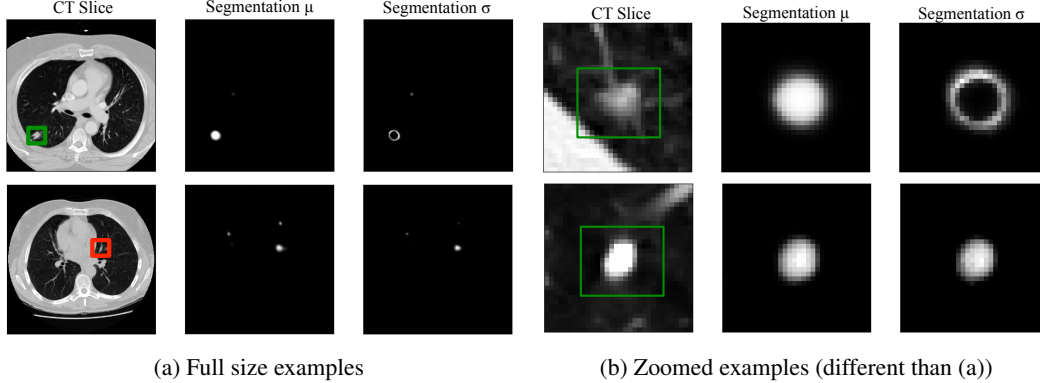 CT Slice Segmentation μ Segmentation σ CT Slice Segmentation μ Segmentation σ
(a) Full size examples (b) Zoomed examples (different than (a))